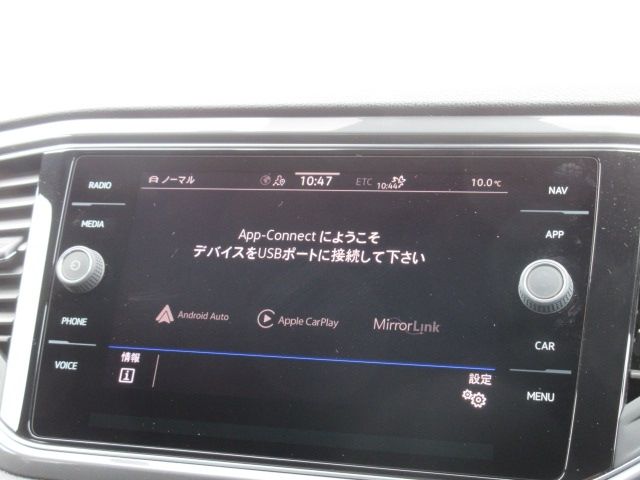 RADIO
MEDIA
PHONE
VOICE
ノーマル
10:47
ETC
10:44
10.0℃
App-Connect にようこそ
デバイスをUSBポートに接続して下さい
Android Auto
Apple CarPlay
MirrorLink
情報
設定
NAV
APP
CAR
MENU